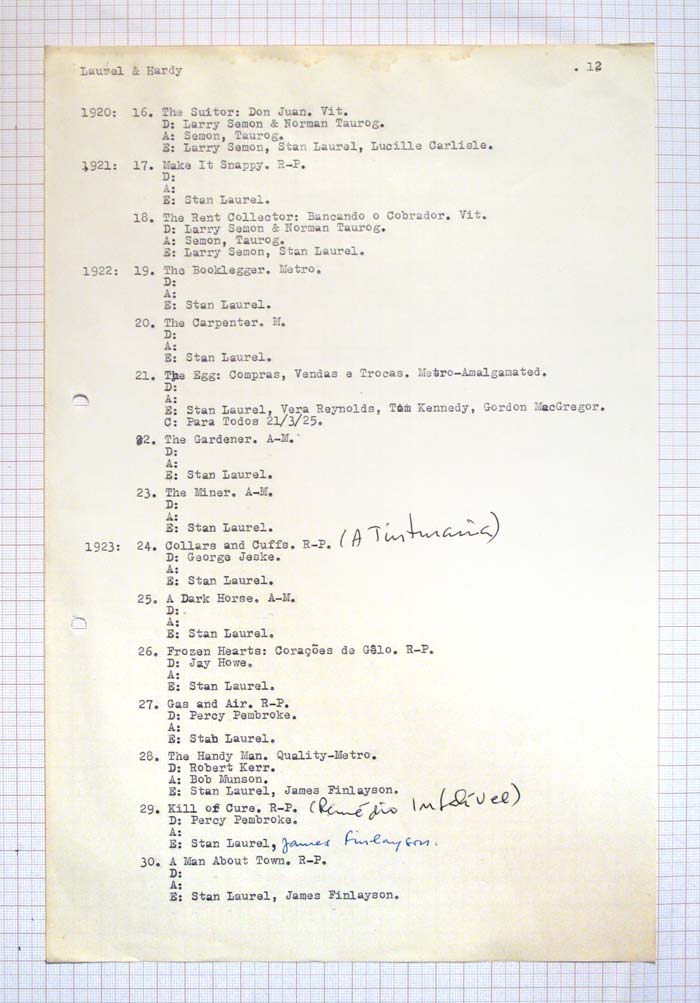 Laurel & Hardy . 12
1920: 16. The Suitor: Don Juan. Vit.
D: Larry Semon & Norman Taurog.
A: Semon, Taurog.
E: Larry Semon, Stan Laurel, Lucille Carlisle.
1921: 17. Make It Snappy. R-P.
D:
A:
E: Stan Laurel.
18. The Rent Collector: Bancando o Cobrador. Vit.
D: Larry Semon & Norman Taurog.
A: Semon, Taurog.
E: Larry Semon, Stan Laurel.
1922: 19. The Booklegger. Metro.
D:
A:
E: Stan Laurel.
20. The Carpenter. M.
D:
A:
E: Stan Laurel.
21. The Egg: Compras, Vendas e Trocas. Metro-Amalgamated.
D:
A:
E: Stan Laurel, Vera Reynolds, Tom Kennedy, Gordon MacGregor.
C: Para Todos 21/3/25.
22. The Gardener. A-M.
D:
A:
E: Stan Laurel.
23. The Miner. A-M.
D:
A:
E: Stan Laurel.
1923: 24. Collars and Cuffs. R-P. (A Tinturaria)
D: George Jeske.
A:
E: Stan Laurel.
25. A Dark Horse. A-M.
D:
A:
E: Stan Laurel.
26. Frozen Hearts: Corações de Gêlo. R-P.
D: Jay Howe.
A:
E: Stan Laurel.
27. Gas and Air. R-P.
D: Percy Pembroke.
A:
E: Stab Laurel.
28. The Handy Man. Quality-Metro.
D: Robert Kerr.
A: Bob Munson.
E: Stan Laurel, James Finlayson.
29. Kill of Cure. R-P. (Remédio Infalível)
D: Percy Pembroke.
A:
E: Stan Laurel, James Finlayson.
30. A Man About Town. R-P.
D:
A:
E: Stan Laurel, James Finlayson.